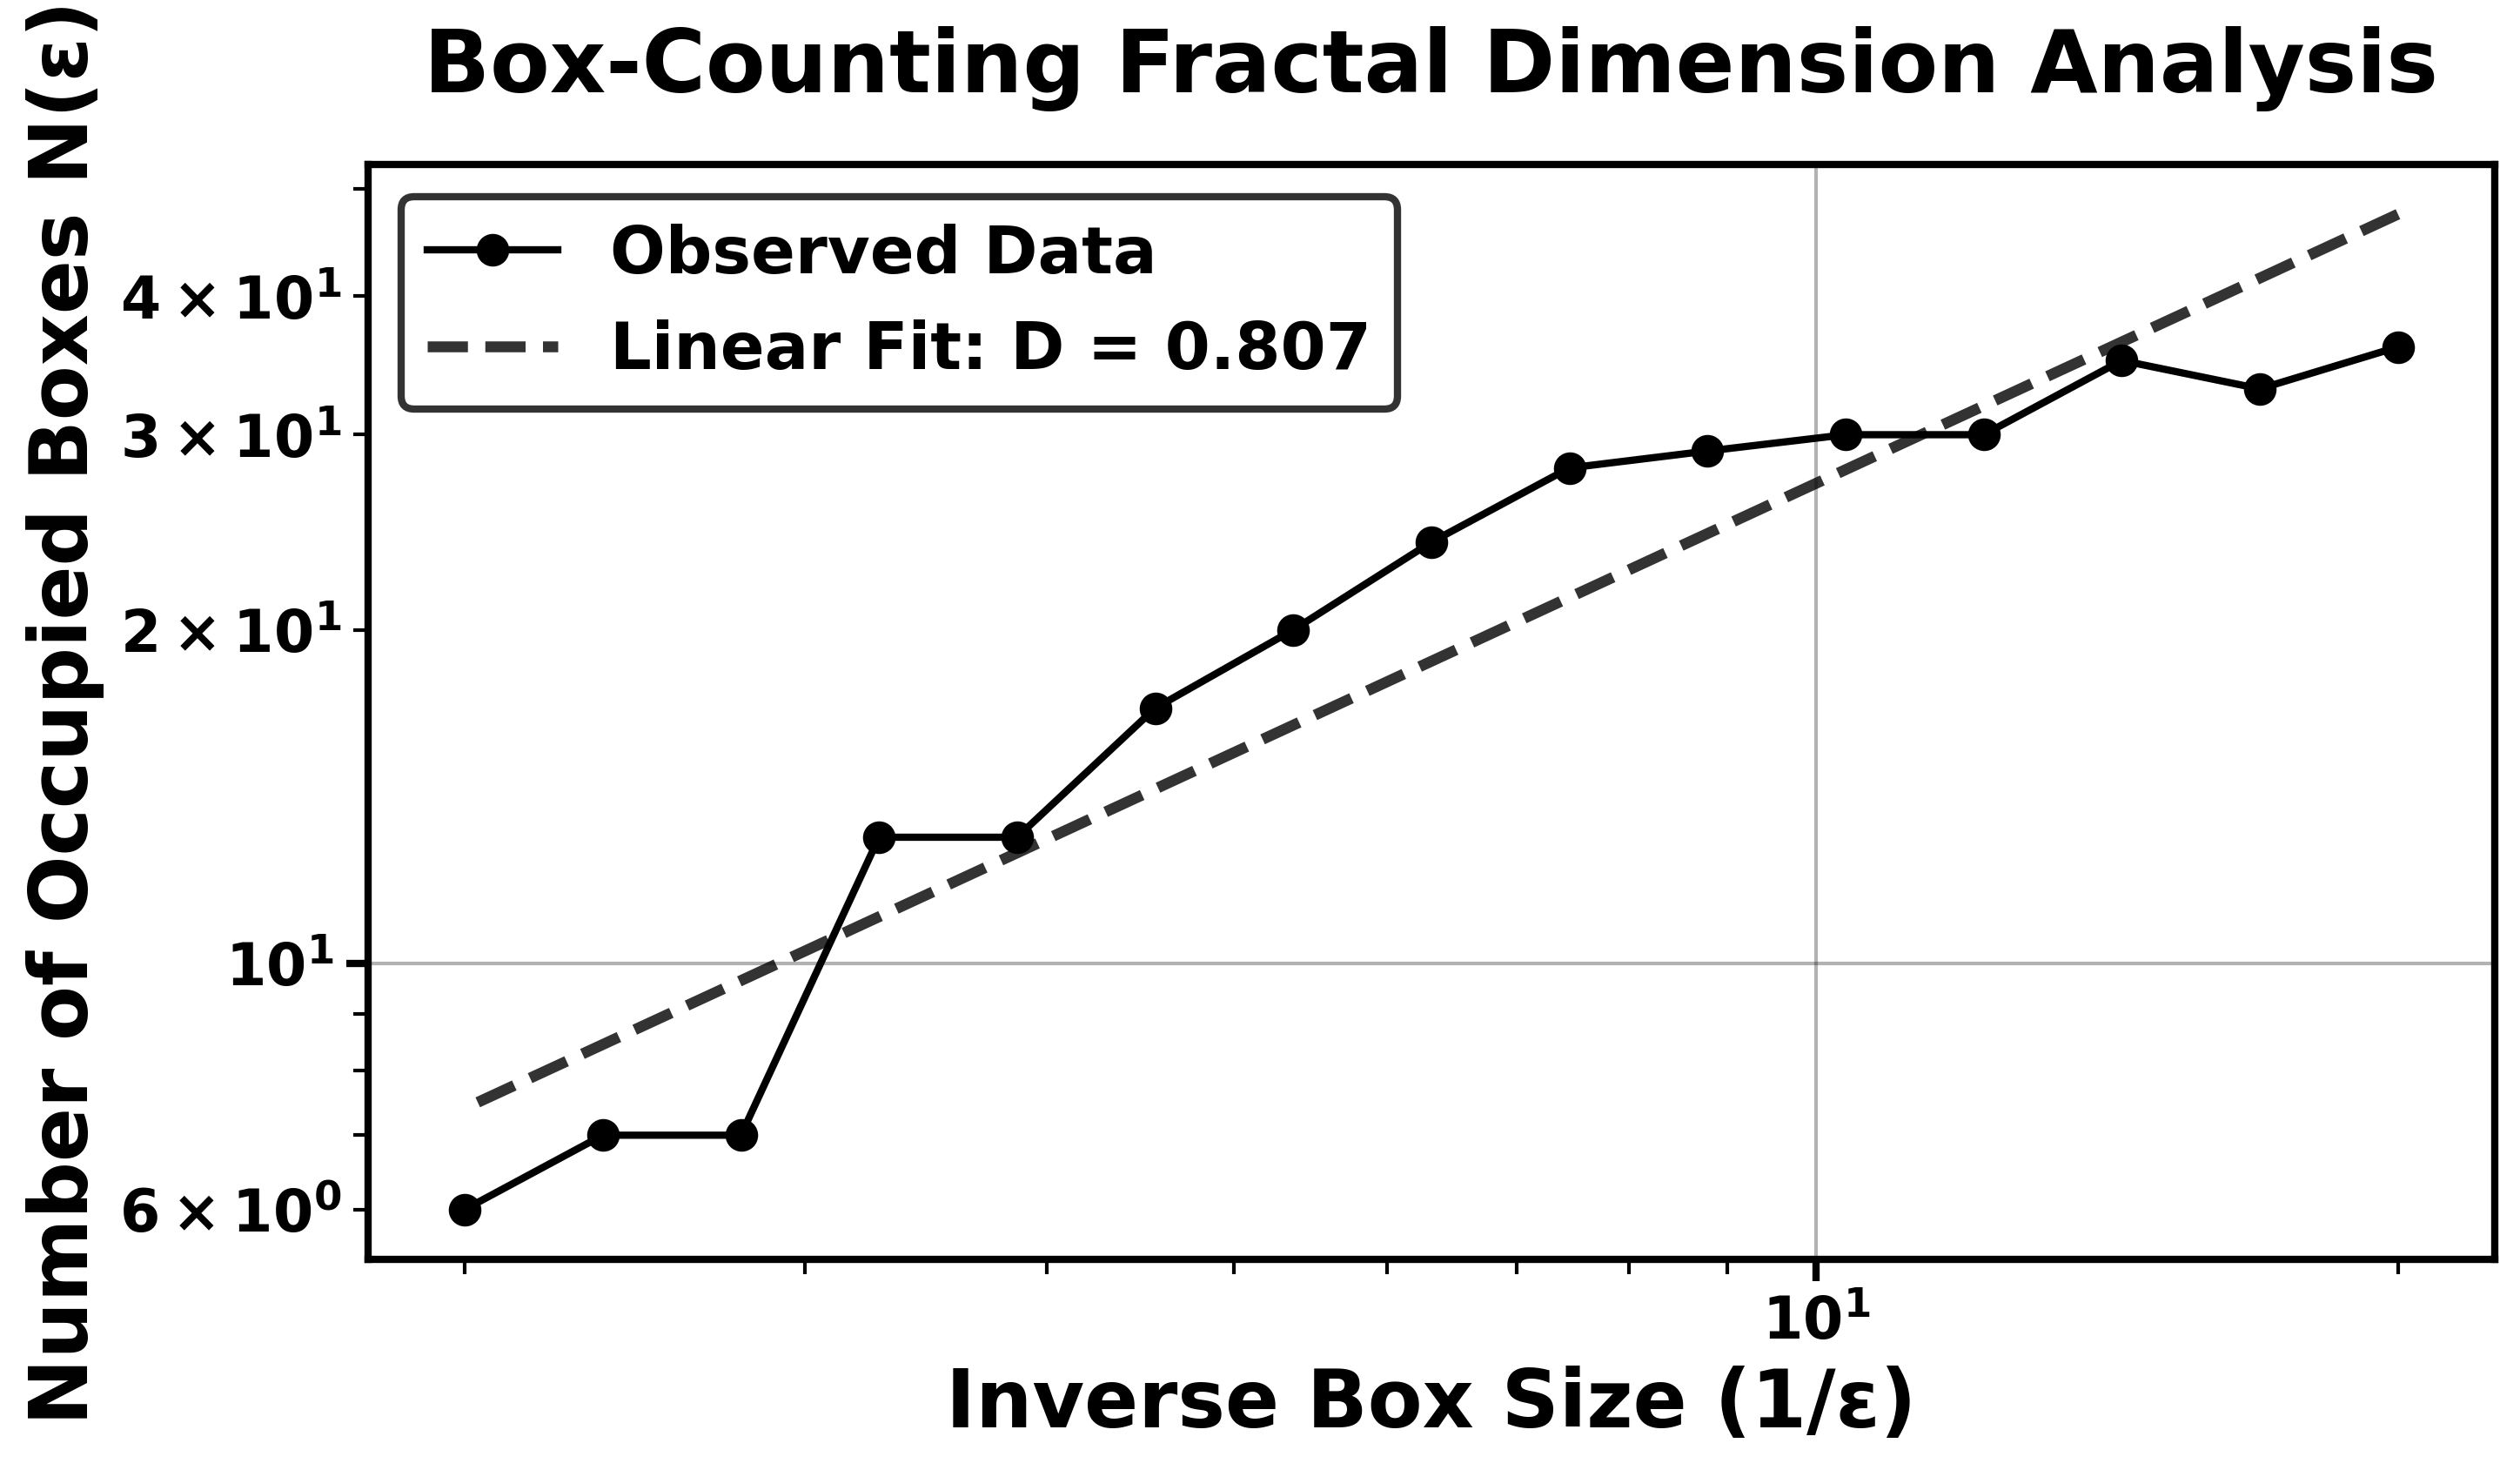 Box-Counting Fractal Dimension Analysis
Number of Occupied Boxes N(ε)
Observed Data
Linear Fit: D = 0.807
4 × 10¹
3 × 10¹
2 × 10¹
10¹
6 × 10⁰
10¹
Inverse Box Size (1/ε)